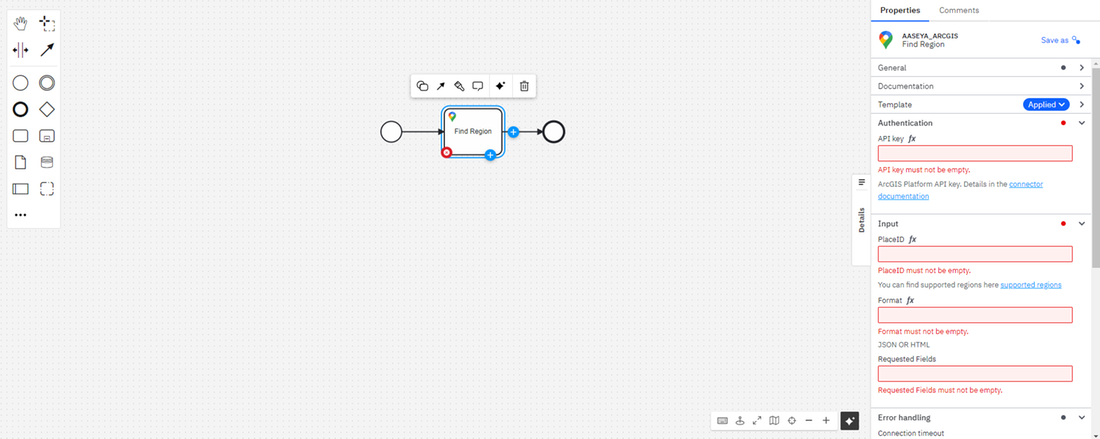 Properties
Comments
AASEYA_ARCGIS
Find Region
Save as
General
Documentation
Template
Applied
Authentication
API key fx
API key must not be empty.
ArcGIS Platform API key. Details in the connector
documentation
Input
PlaceID fx
PlaceID must not be empty.
You can find supported regions here supported regions
Format fx
Format must not be empty.
JSON OR HTML
Requested Fields
Requested Fields must not be empty.
Error handling
Connection timeout
Details
Find Region